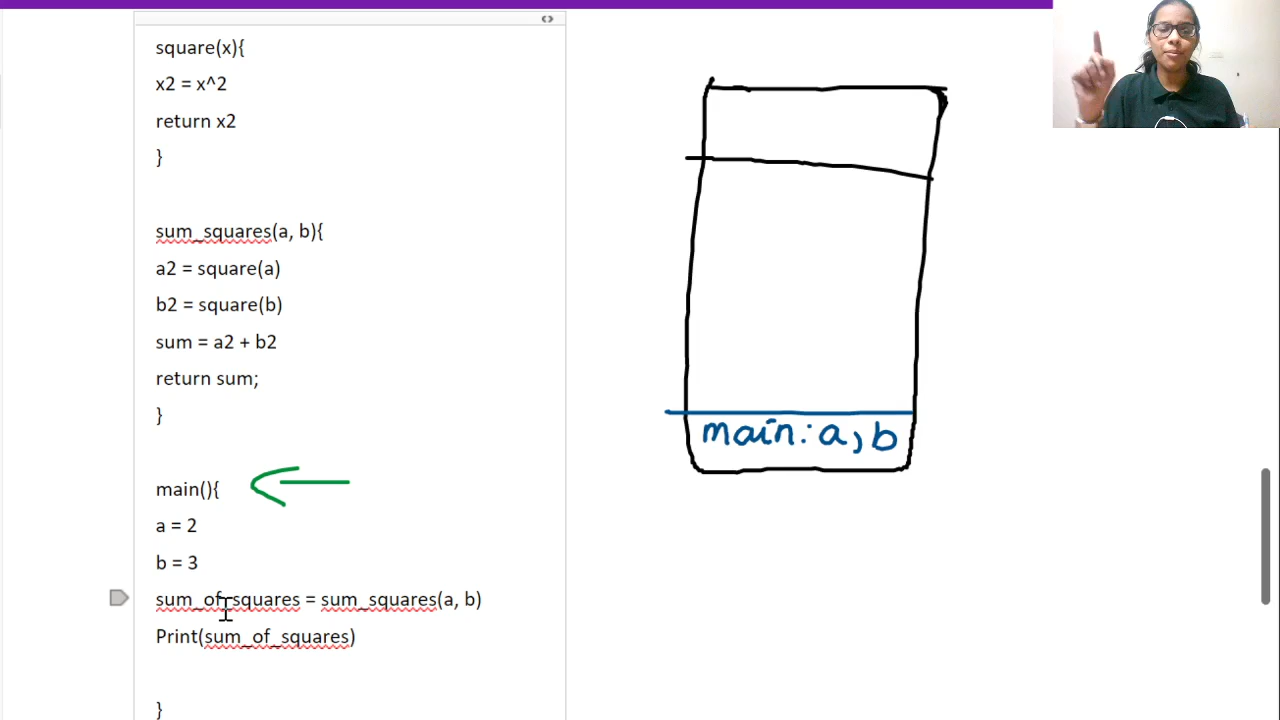 square(x){
x2 = x^2
return x2
}
sum_squares(a, b){
a2 = square(a)
b2 = square(b)
sum = a2 + b2
return sum;
}
main(){
a = 2
b = 3
sum_of_squares = sum_squares(a, b)
Print(sum_of_squares)
}
main: a, b